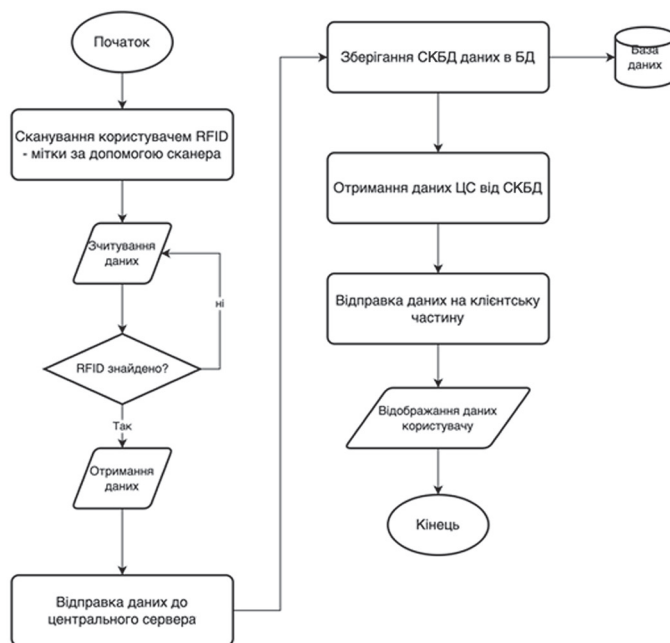 Початок
Сканування користувачем RFID
- мітки за допомогою сканера
Зчитування
даних
ні
RFID знайдено?
Так
Отримання
даних
Відправка даних до
центрального сервера
Зберігання СКБД даних в БД
База
даних
Отримання даних ЦС від СКБД
Відправка даних на клієнтську
частину
Відображання даних
користувачу
Кінець